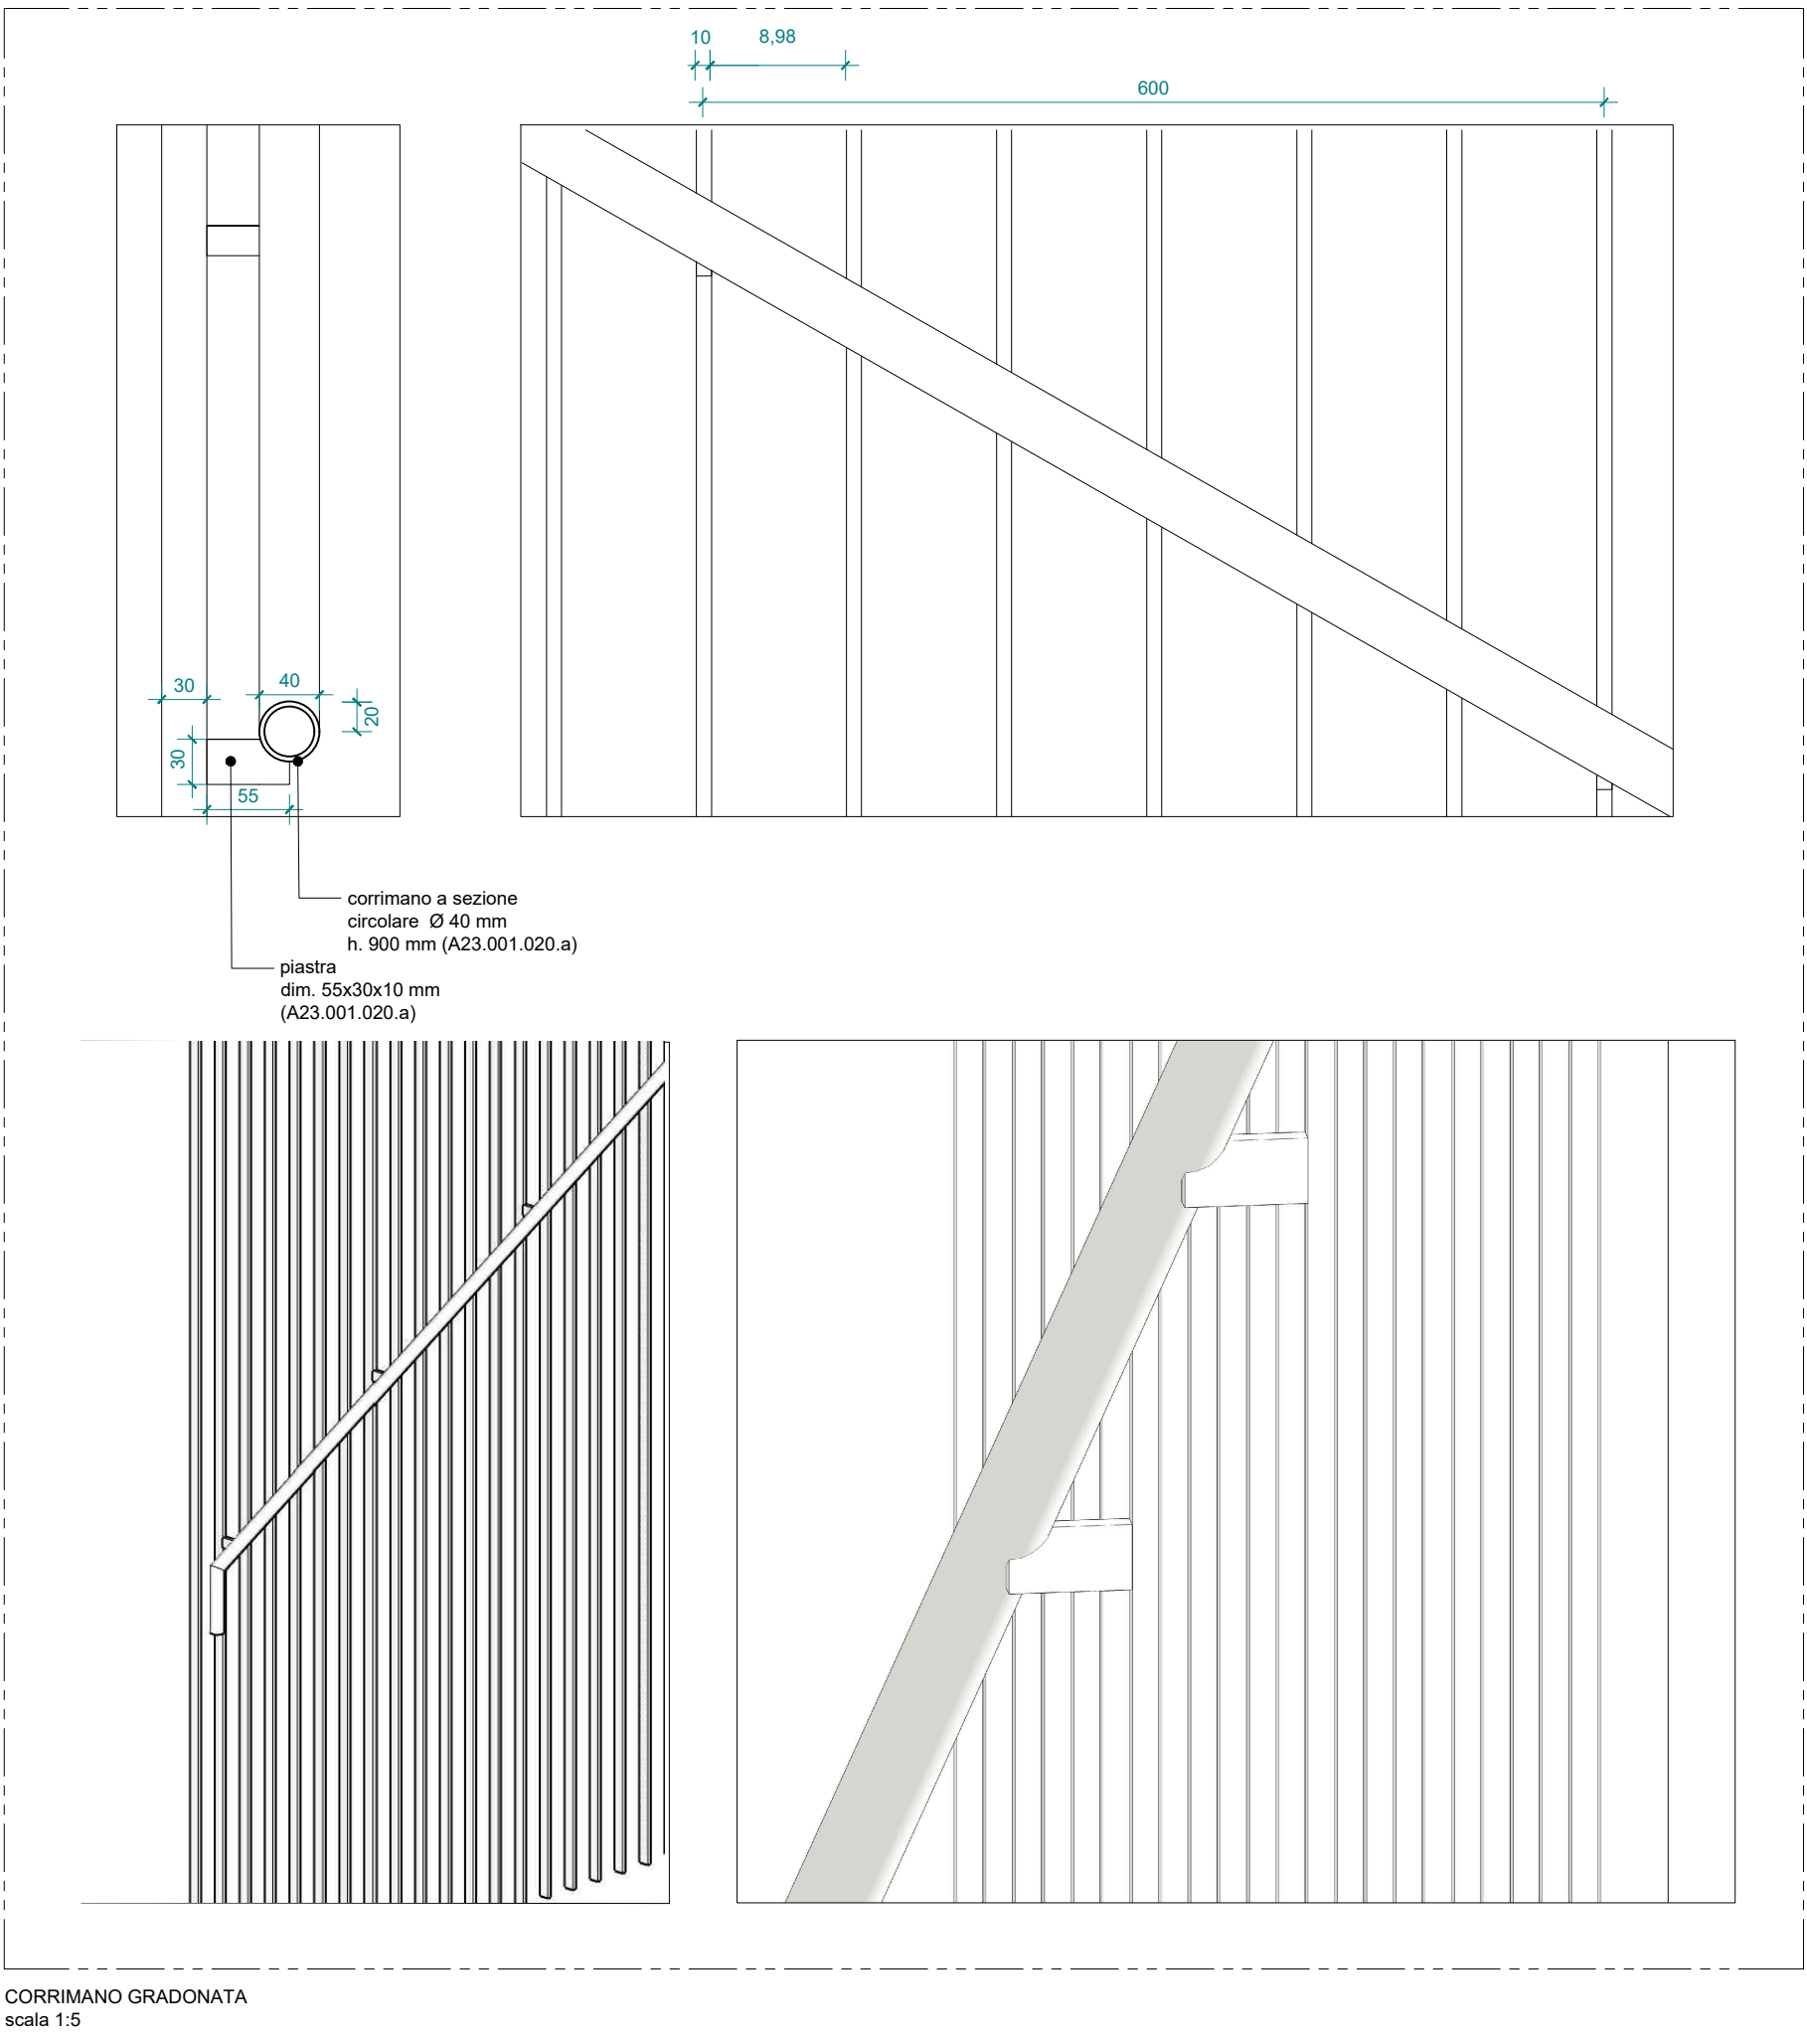 10
8,98
600
30
40
20
30
55
corrimano a sezione
circolare Ø 40 mm
h. 900 mm (A23.001.020.a)
piastra
dim. 55x30x10 mm
(A23.001.020.a)
CORRIMANO GRADONATA
scala 1:5